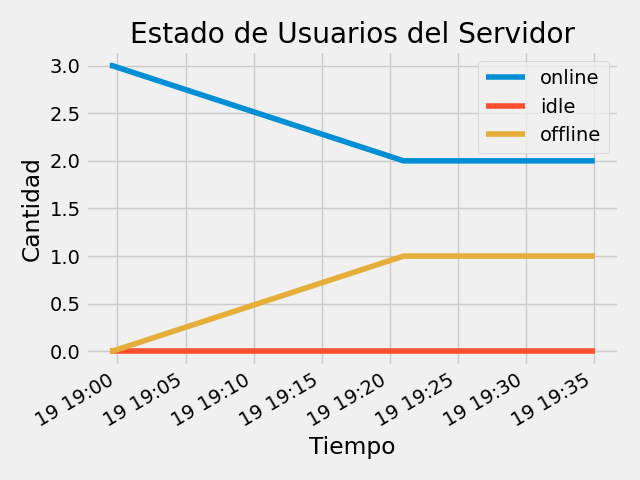 Estado de Usuarios del Servidor
online
idle
offline
Cantidad
3.0
2.5
2.0
1.5
1.0
0.5
0.0
19 19:00
19 19:05
19 19:10
19 19:15
19 19:20
19 19:25
19 19:30
19 19:35
Tiempo